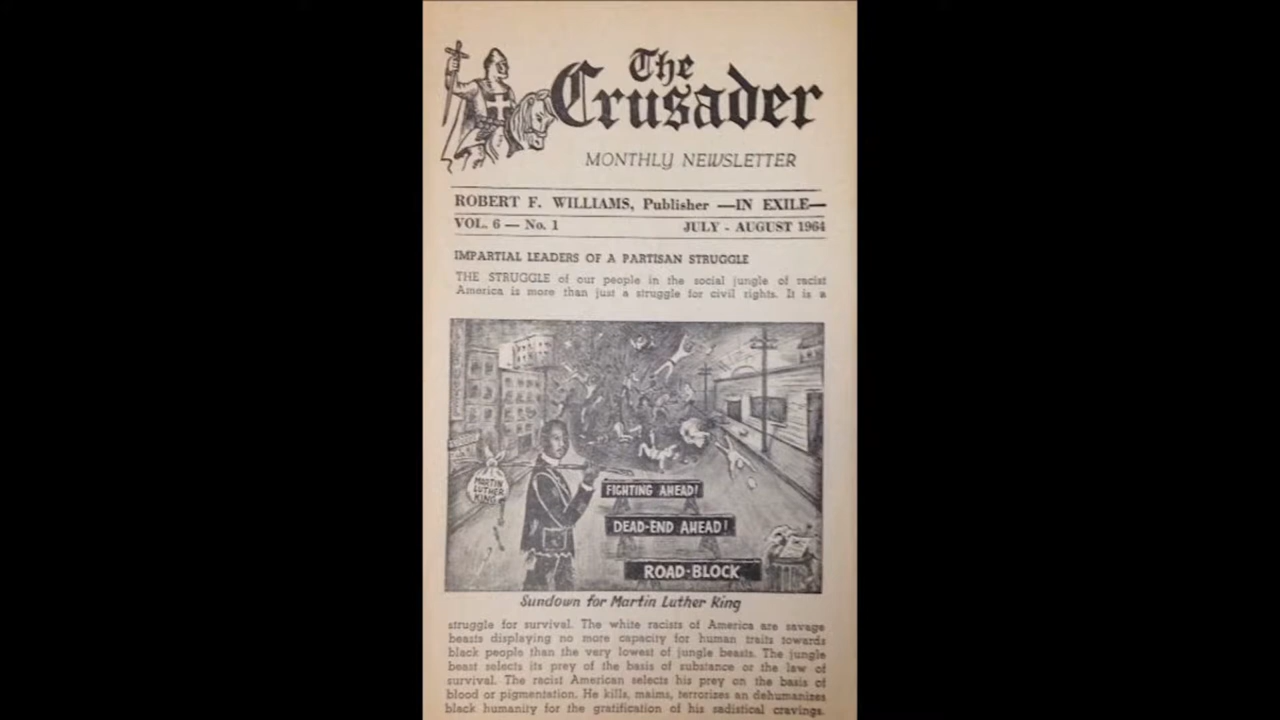 The
Crusader
MONTHLY NEWSLETTER
ROBERT F. WILLIAMS, Publisher —IN EXILE—
VOL. 6 — No. 1 JULY - AUGUST 1964
IMPARTIAL LEADERS OF A PARTISAN STRUGGLE
THE STRUGGLE of our people in the social jungle of racist
America is more than just a struggle for civil rights. It is a
MARTIN
LUTHER
KING
FIGHTING AHEAD!
DEAD-END AHEAD!
ROAD-BLOCK
Sundown for Martin Luther King
struggle for survival. The white racists of America are savage
beasts displaying no more capacity for human traits towards
black people than the very lowest of jungle beasts. The jungle
beast selects its prey of the basis of substance or the law of
survival. The racist American selects his prey on the basis of
blood or pigmentation. He kills, maims, terrorizes an dehumanizes
black humanity for the gratification of his sadistical cravings.